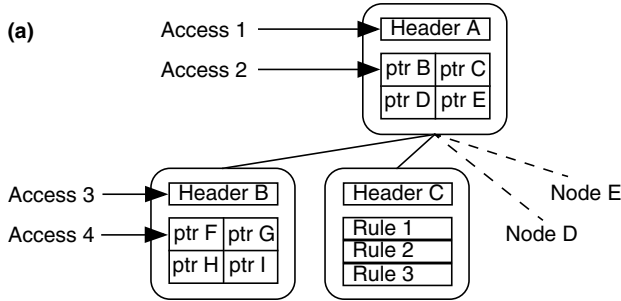 (a)
Access 1
Header A
Access 2
ptr B ptr C
ptr D ptr E
Access 3
Header B
Header C
Node E
Access 4
ptr F ptr G
Rule 1
Node D
Rule 2
ptr H ptr I
Rule 3